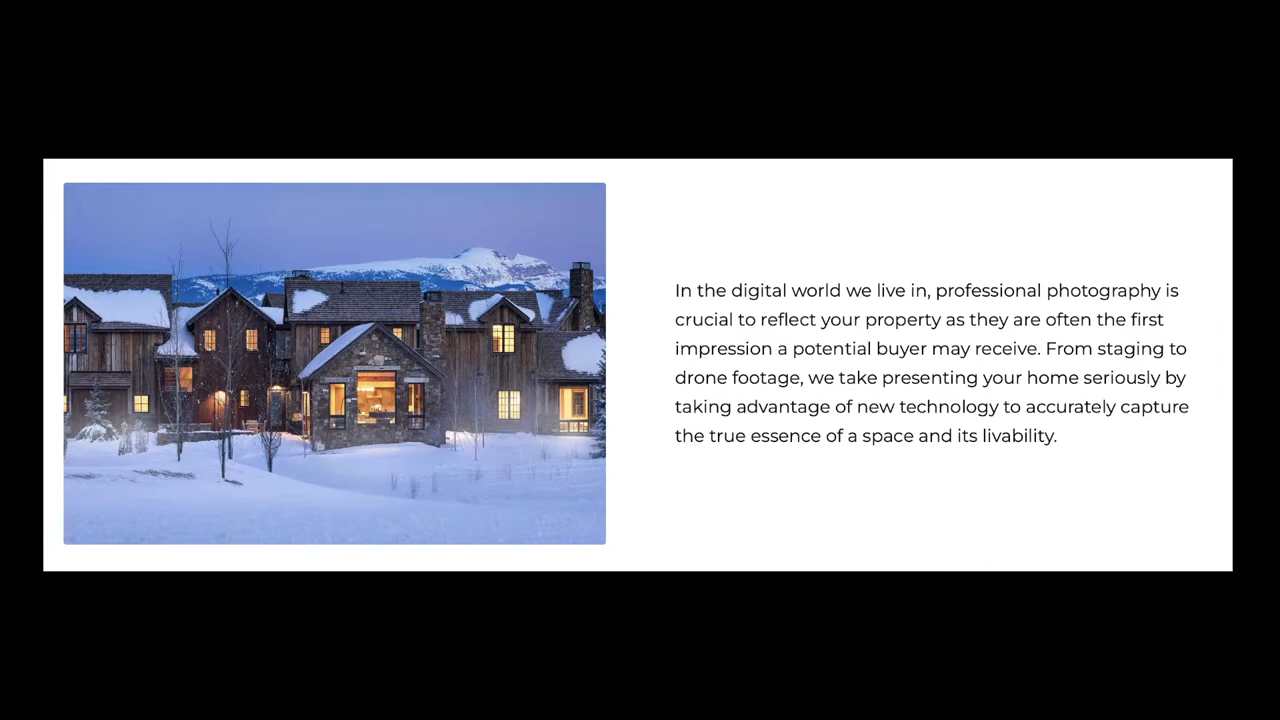 In the digital world we live in, professional photography is
crucial to reflect your property as they are often the first
impression a potential buyer may receive. From staging to
drone footage, we take presenting your home seriously by
taking advantage of new technology to accurately capture
the true essence of a space and its livability.